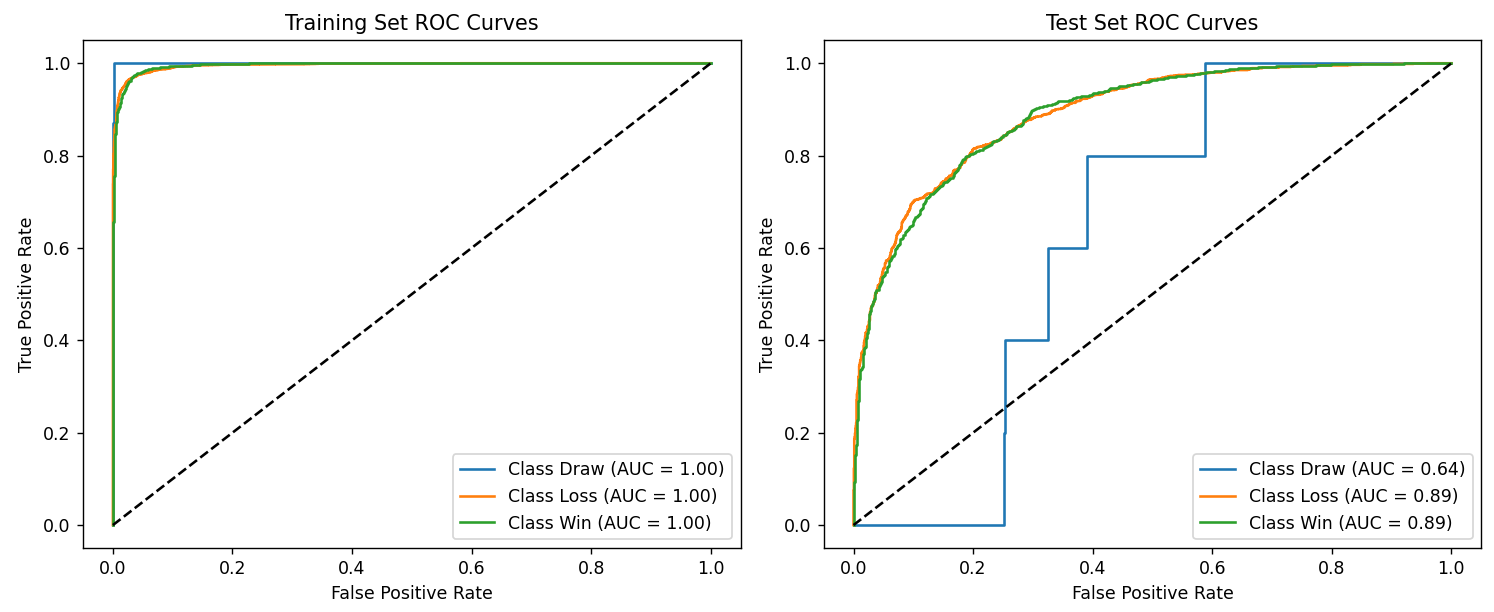 Training Set ROC Curves
True Positive Rate
1.0
0.8
0.6
0.4
0.2
0.0
Class Draw (AUC = 1.00)
Class Loss (AUC = 1.00)
Class Win (AUC = 1.00)
0.0 0.2 0.4 0.6 0.8 1.0
False Positive Rate
Test Set ROC Curves
True Positive Rate
1.0
0.8
0.6
0.4
0.2
0.0
Class Draw (AUC = 0.64)
Class Loss (AUC = 0.89)
Class Win (AUC = 0.89)
0.0 0.2 0.4 0.6 0.8 1.0
False Positive Rate